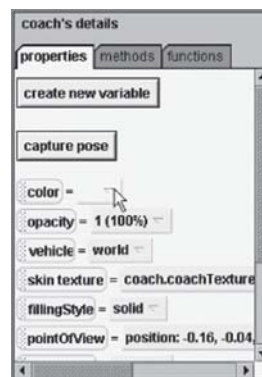 coach's details
properties methods functions
create new variable
capture pose
color =
opacity = 1 (100%)
vehicle = world
skin texture = coach.coachTexture
fillingStyle = solid
pointOfView = position: -0.16, -0.04,